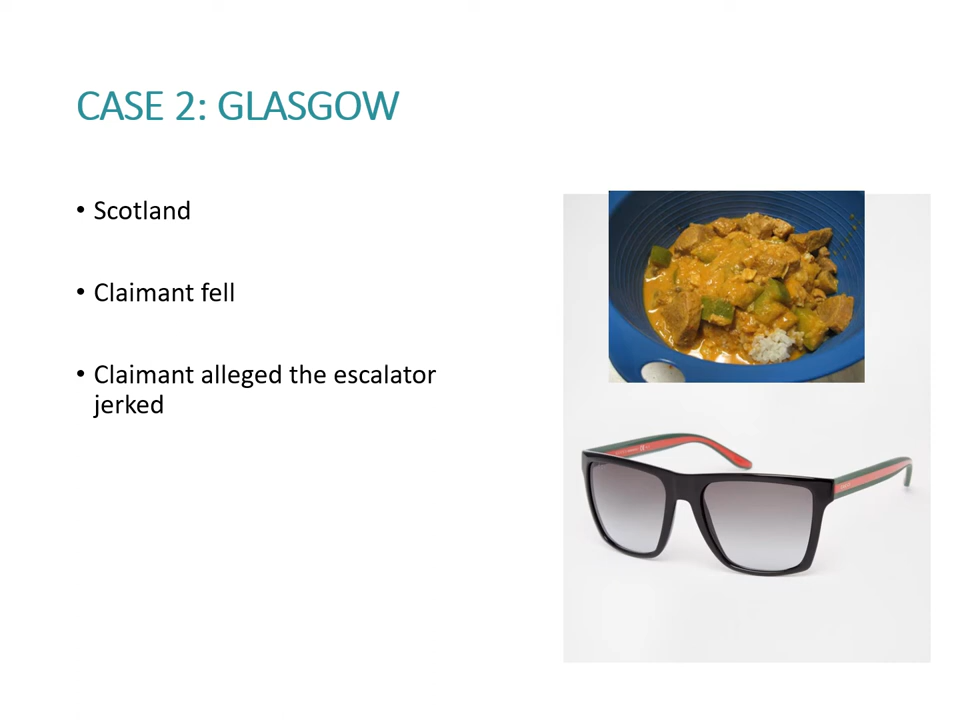 CASE 2: GLASGOW
• Scotland
• Claimant fell
• Claimant alleged the escalator
jerked